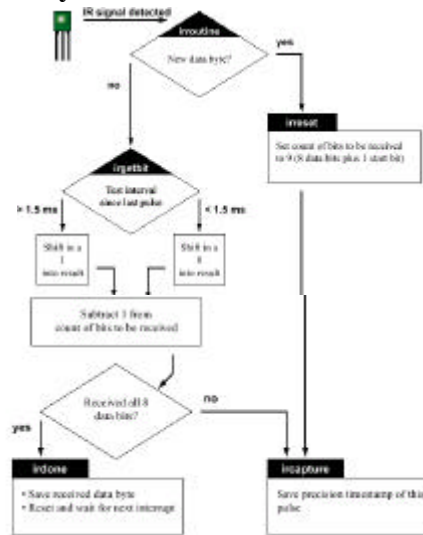 IR signal detected
irroutine
New data byte?
yes
no
irreset
Set count of bits to be received
to 9 (8 data bits plus 1 start bit)
irgetbit
Test interval
since last pulse
> 1.5 ms
< 1.5 ms
Shift in a
1
into result
Shift in a
0
into result
Subtract 1 from
count of bits to be received
Received all 8
data bits?
yes
no
irdone
• Save received data byte
• Reset and wait for next interrupt
ircapture
Save precision timestamp of this
pulse